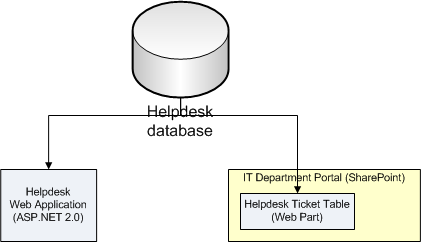 Helpdesk
database
Helpdesk
Web Application
(ASP.NET 2.0)
IT Department Portal (SharePoint)
Helpdesk Ticket Table
(Web Part)